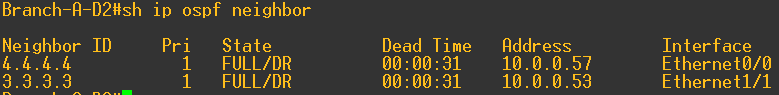 Branch-A-D2#sh ip ospf neighbor
Neighbor ID Pri State Dead Time Address Interface
4.4.4.4 1 FULL/DR 00:00:31 10.0.0.57 Ethernet0/0
3.3.3.3 1 FULL/DR 00:00:31 10.0.0.53 Ethernet1/1